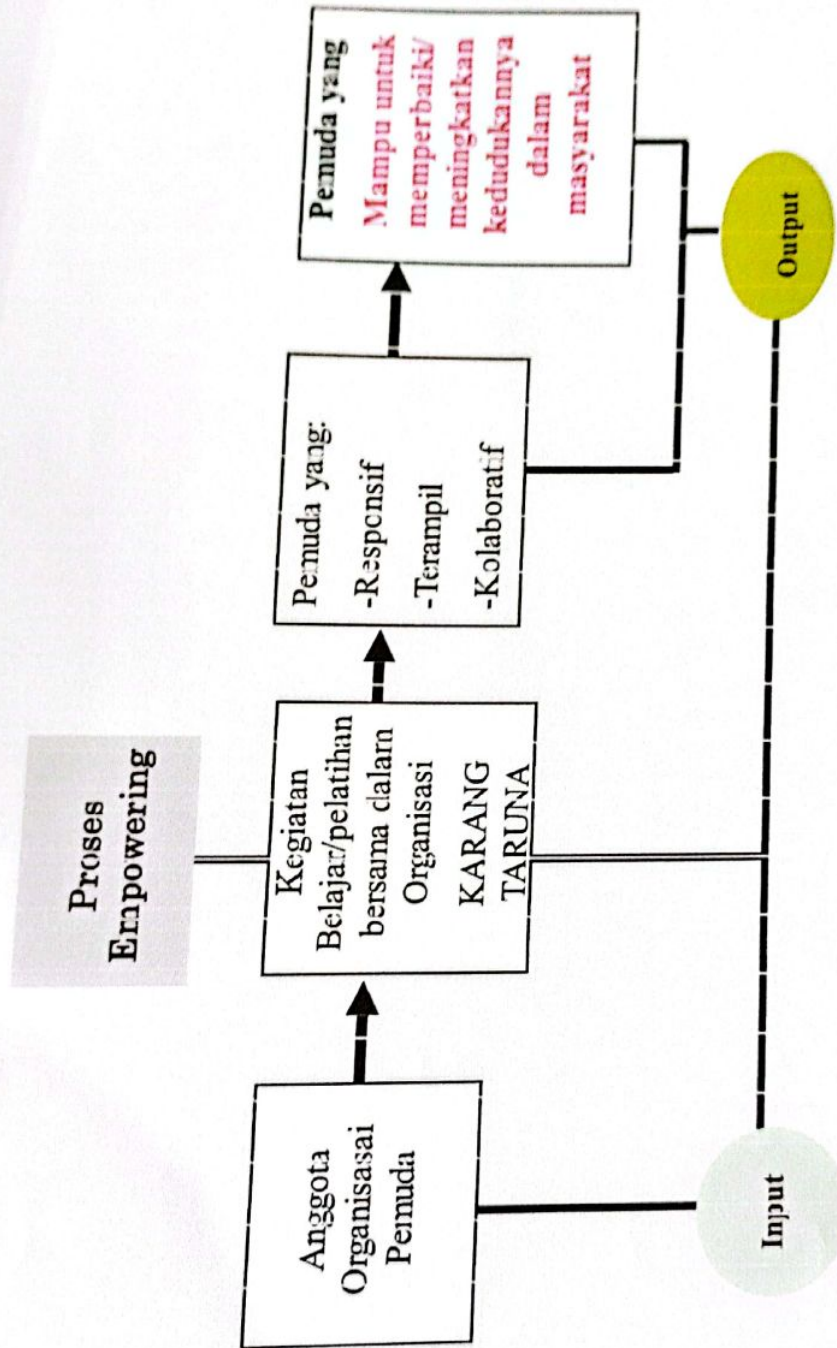 Proses
Empowering
Anggota
Organisasai
Pemuda
Kegiatan
Belajar/pelatihan
bersama dalam
Organisasi
KARANG
TARUNA
Pemuda yang:
-Responsif
-Terampil
-Kolaboratif
Pemuda yang
Mampu untuk
memperbaiki/
meningkatkan
kedudukannya
dalam
masyarakat
Input
Output